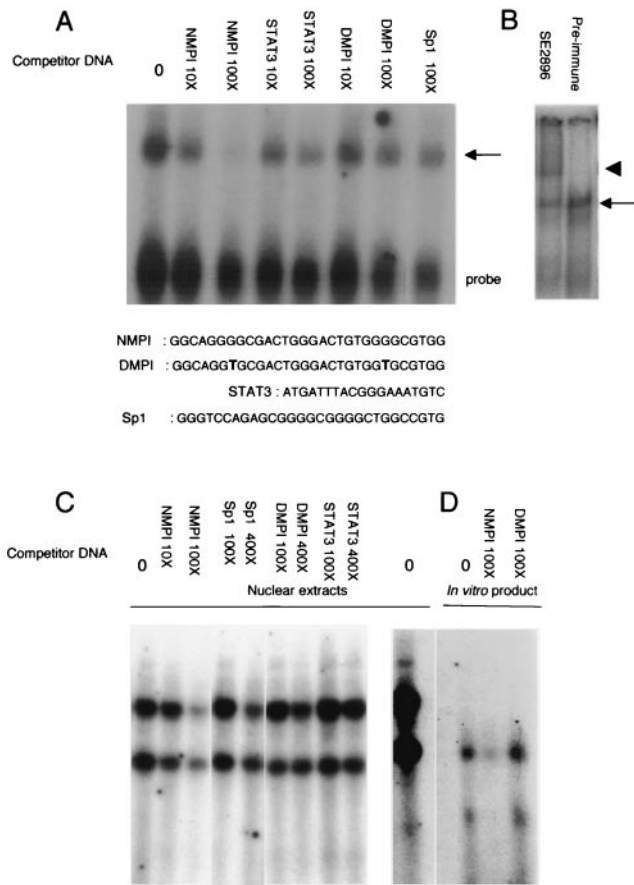 A
B
Competitor DNA
0
NMPI 10X
NMPI 100X
STAT3 10X
STAT3 100X
DMPI 10X
DMPI 100X
Sp1 100X
SE2896
Pre-immune
probe
NMPI : GGCAGGGGCGACTGGGACTGTGGGGCGTGG
DMPI : GGCAGGTGCGACTGGGACTGTGGTGCGTGG
STAT3 : ATGATTTACGGGAAATGTC
Sp1 : GGGTCCAGAGCGGGGCGGGGCTGGCCGTG
C
D
Competitor DNA
0
NMPI 10X
NMPI 100X
Sp1 100X
Sp1 400X
DMPI 100X
DMPI 400X
STAT3 100X
STAT3 400X
0
0
NMPI 100X
DMPI 100X
Nuclear extracts
In vitro product